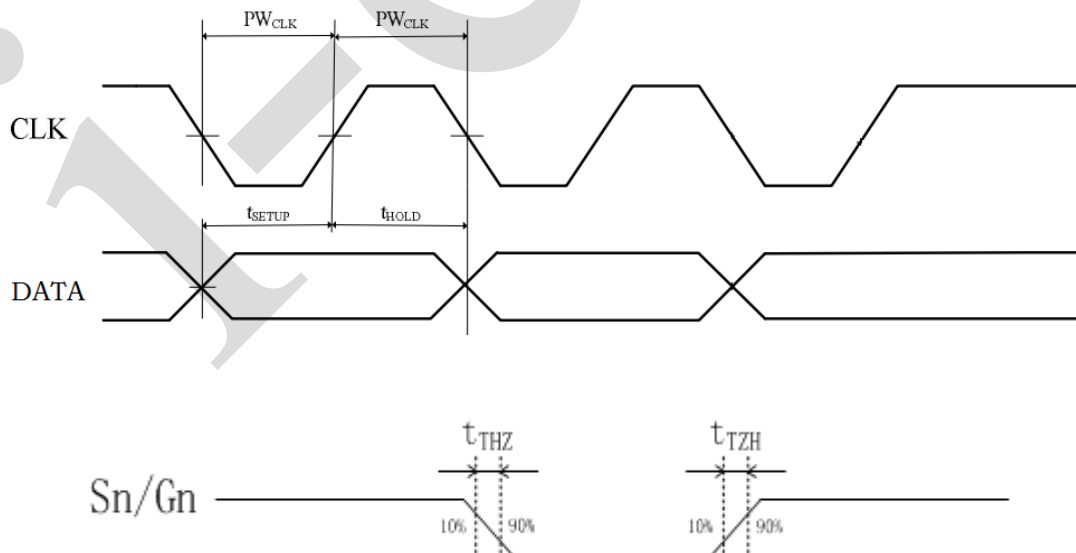 PW_CLK PW_CLK
CLK
t_SETUP t_HOLD
DATA
t_THZ t_TZH
Sn/Gn
10% 90% 10% 90%